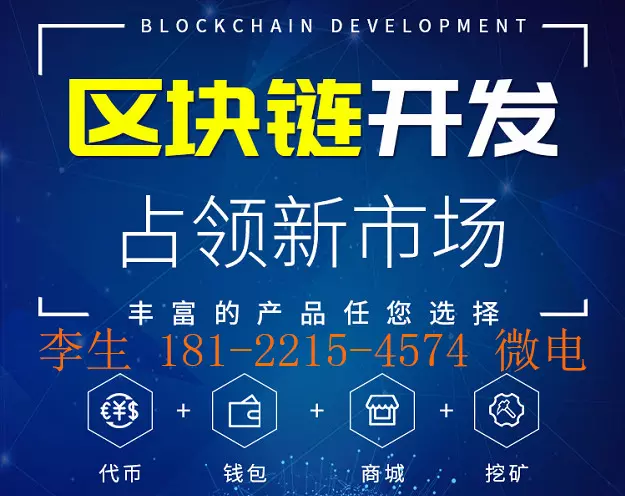 BLOCKCHAIN DEVELOPMENT
区块链开发
占领新市场
丰富的产品任您选择
李生 181-2215-4574 微电
€¥$
+ + +
代币 钱包 商城 挖矿